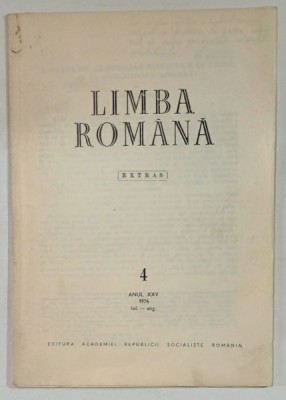 LIMBA
ROMÂNĂ
EXTRAS
4
ANUL XXV
1976
iul. — aug.
EDITURA ACADEMIEI REPUBLICII SOCIALISTE ROMÂNIA